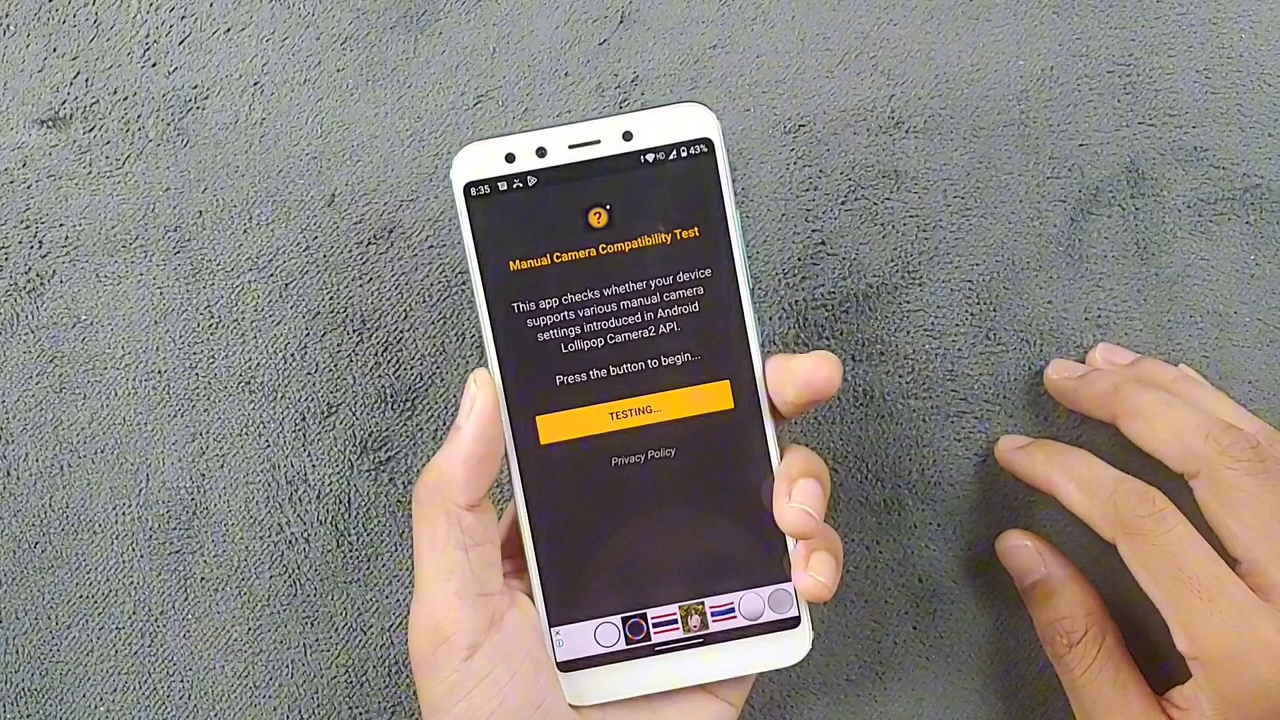 8:35 HD 43%
?
Manual Camera Compatibility Test
This app checks whether your device
supports various manual camera
settings introduced in Android
Lollipop Camera2 API.
Press the button to begin...
TESTING...
Privacy Policy